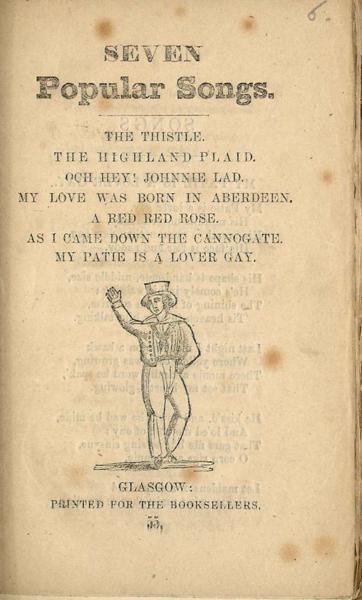 6.
SEVEN
Popular Songs.
THE THISTLE.
THE HIGHLAND PLAID.
OCH HEY! JOHNNIE LAD.
MY LOVE WAS BORN IN ABERDEEN.
A RED RED ROSE.
AS I CAME DOWN THE CANNOGATE.
MY PATIE IS A LOVER GAY.
GLASGOW:
PRINTED FOR THE BOOKSELLERS.
55,